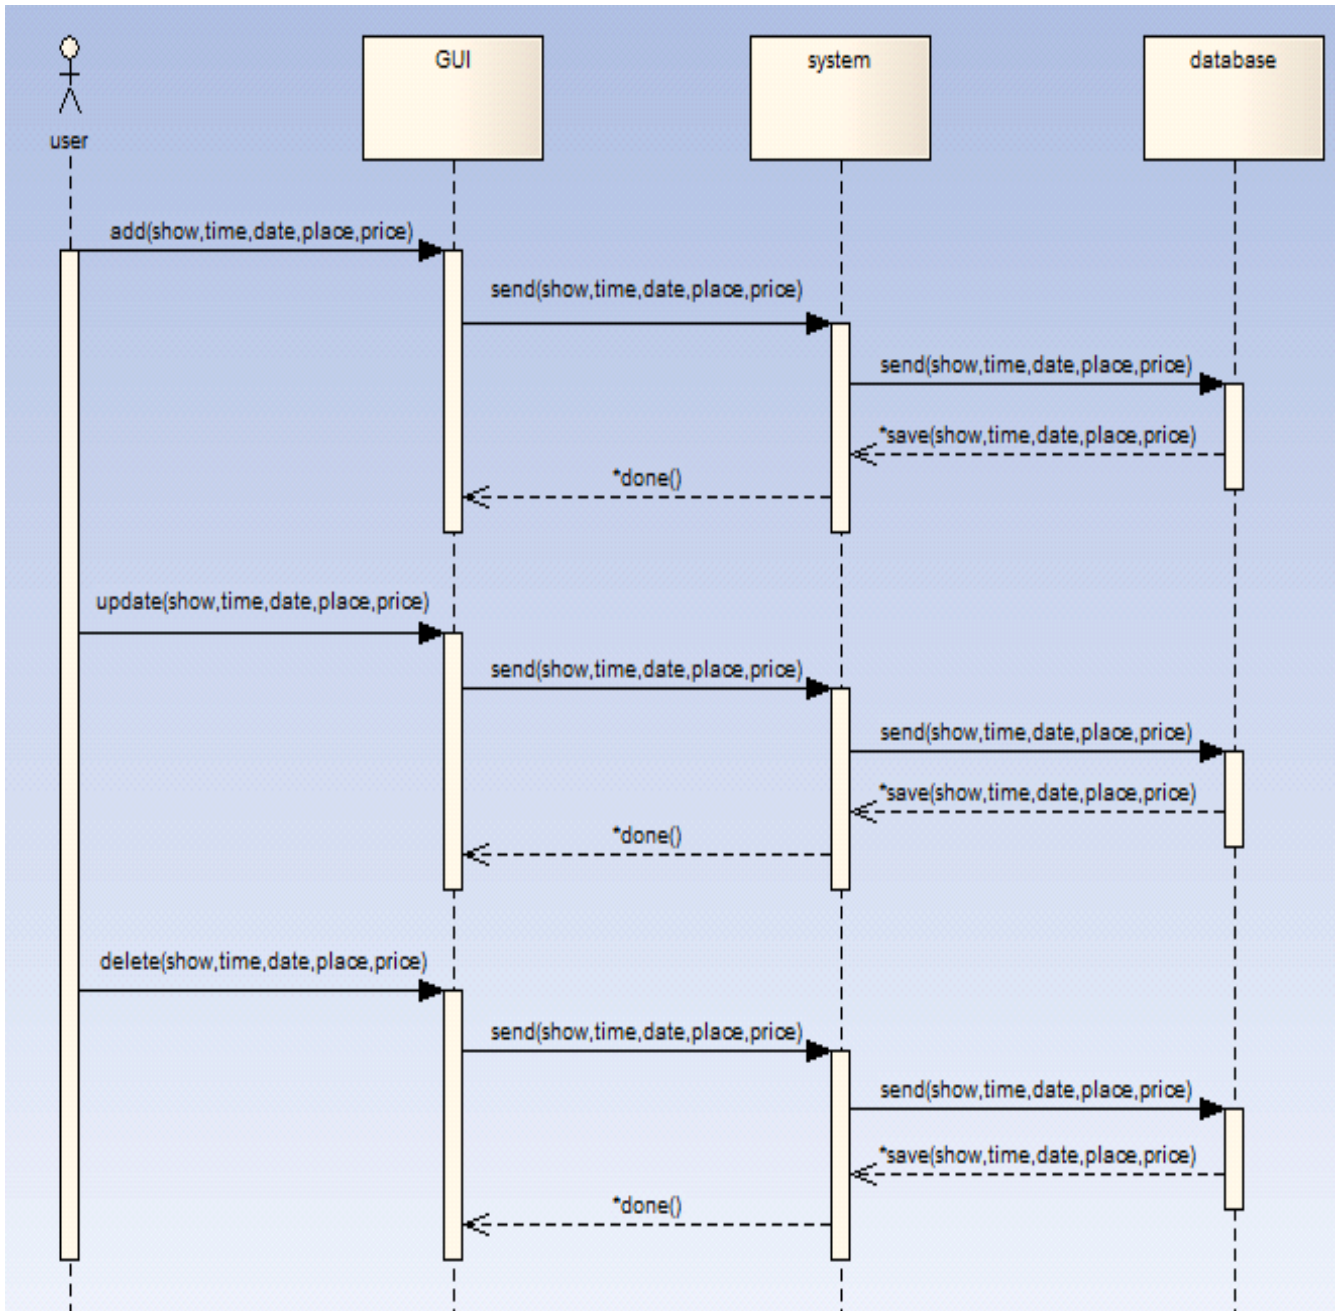 GUI
system
database
user
add(show,time,date,place,price)
send(show,time,date,place,price)
send(show,time,date,place,price)
*save(show,time,date,place,price)
*done()
update(show,time,date,place,price)
send(show,time,date,place,price)
send(show,time,date,place,price)
*save(show,time,date,place,price)
*done()
delete(show,time,date,place,price)
send(show,time,date,place,price)
send(show,time,date,place,price)
*save(show,time,date,place,price)
*done()